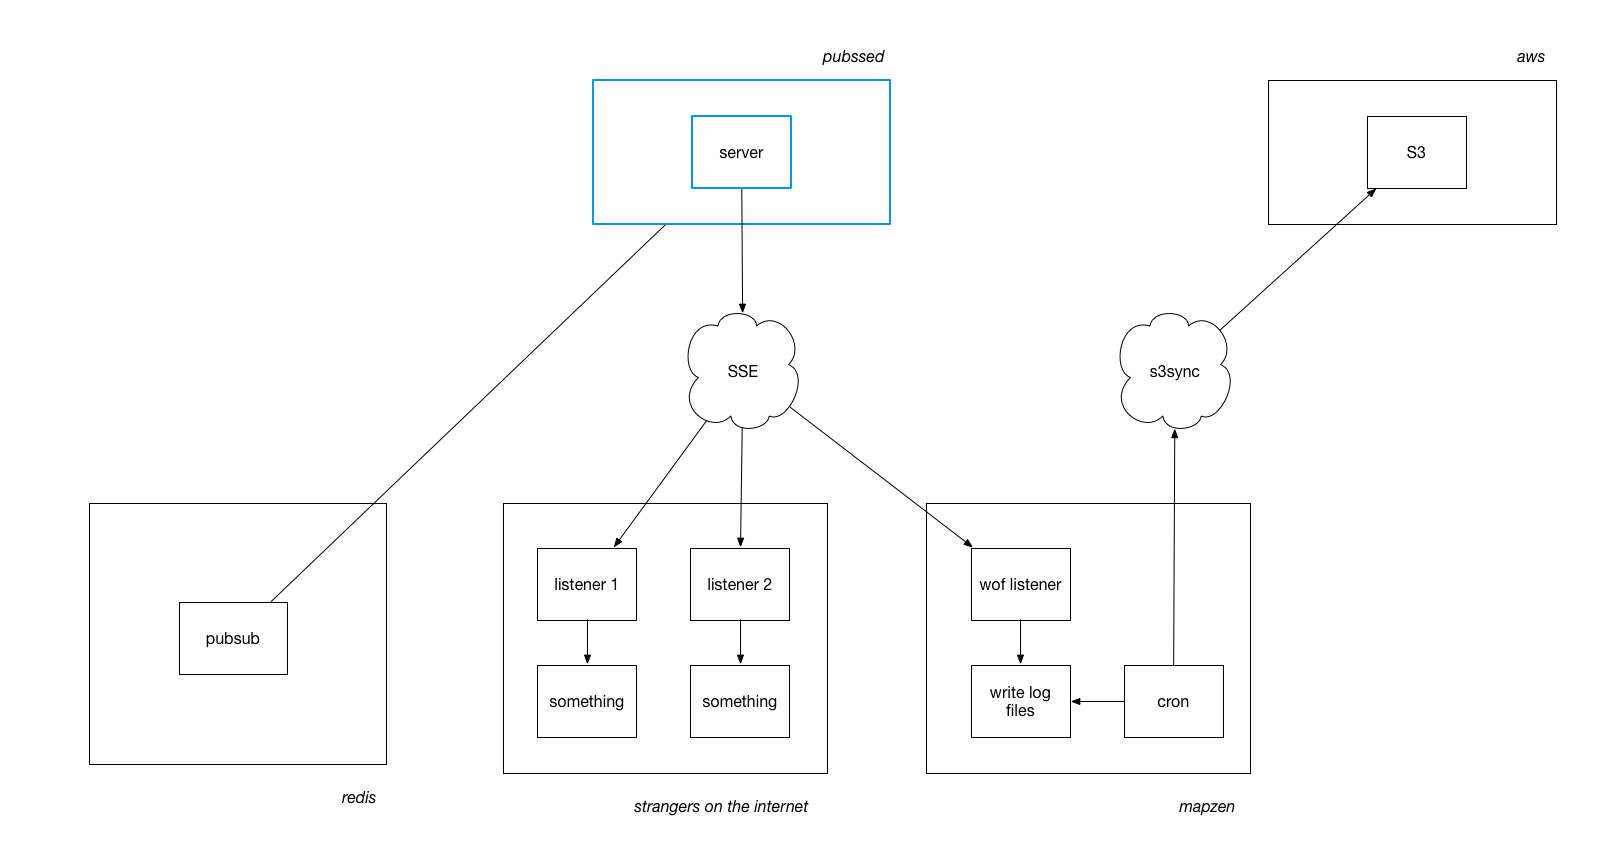 pubssed
aws
server
S3
SSE
s3sync
listener 1
listener 2
wof listener
pubsub
something
something
write log
files
cron
redis
strangers on the internet
mapzen